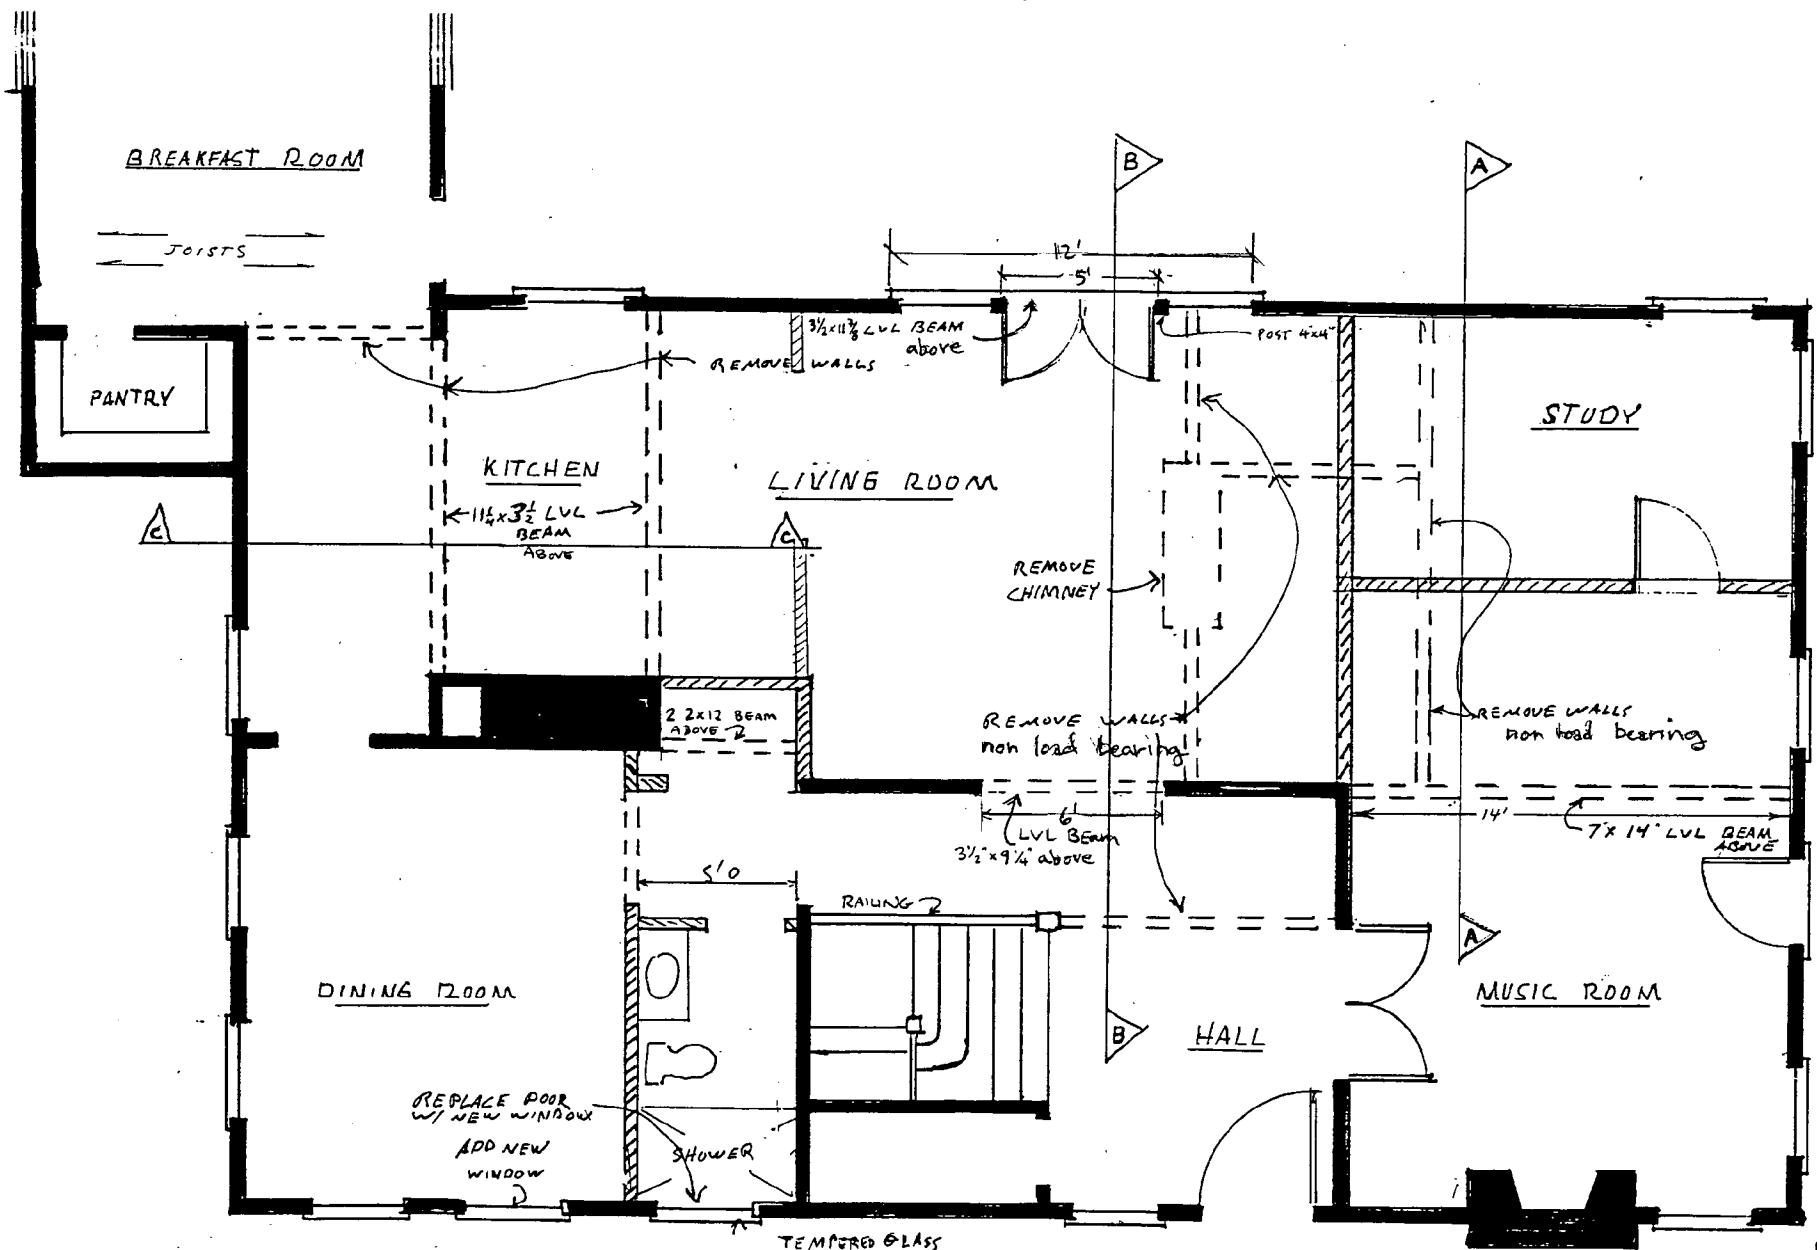 BREAKFAST ROOM
JOISTS
B
A
12'
5'
3½x11⅞ LVL BEAM
above
POST 4x4"
REMOVE WALLS
PANTRY
STUDY
KITCHEN
LIVING ROOM
11¼x3½ LVL
BEAM
ABOVE
C
C
REMOVE
CHIMNEY
2 2x12 BEAM
ABOVE
REMOVE WALLS
non load bearing
REMOVE WALLS
non load bearing
6'
LVL BEAM
3½"x9¼" above
14'
7"x14" LVL BEAM
ABOVE
5'0
RAILING
A
DINING ROOM
MUSIC ROOM
B
HALL
REPLACE DOOR
W/ NEW WINDOW
ADD NEW
WINDOW
SHOWER
TEMPERED GLASS